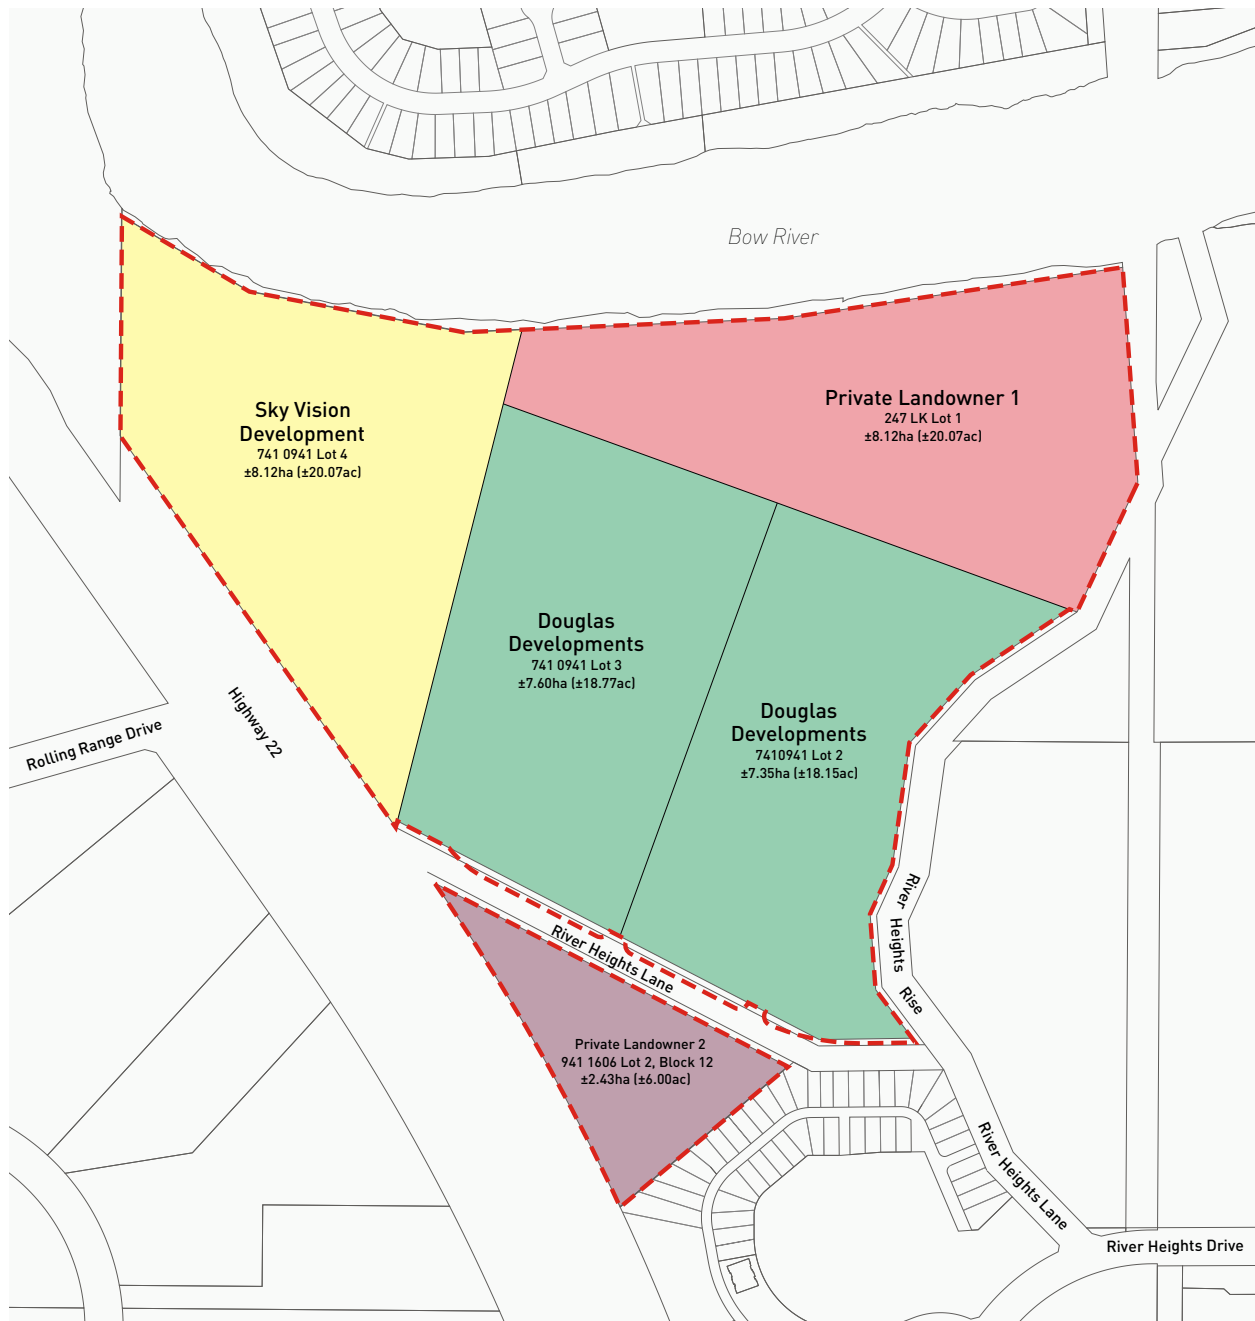 Bow River
Private Landowner 1
247 LK Lot 1
±8.12ha (±20.07ac)
Sky Vision
Development
741 0941 Lot 4
±8.12ha (±20.07ac)
Douglas
Developments
741 0941 Lot 3
±7.60ha (±18.77ac)
Douglas
Developments
7410941 Lot 2
±7.35ha (±18.15ac)
Highway 22
Rolling Range Drive
River Heights Rise
River Heights Lane
Private Landowner 2
941 1606 Lot 2, Block 12
±2.43ha (±6.00ac)
River Heights Lane
River Heights Drive